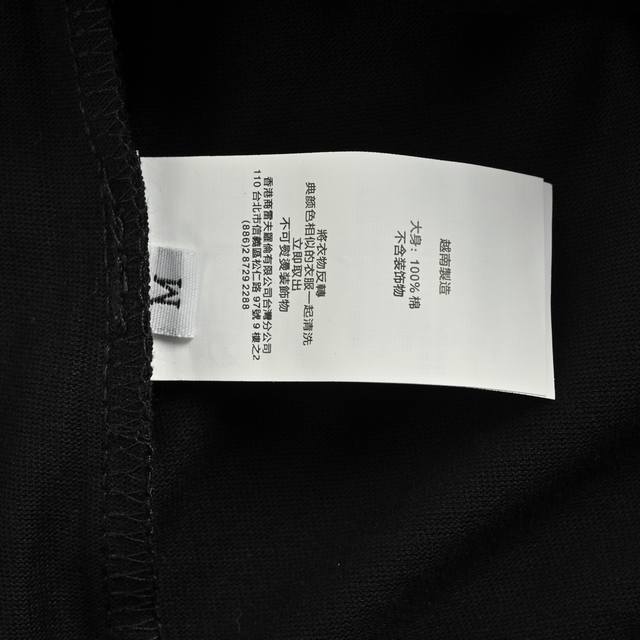 越南製造
大身: 100% 棉
不含装饰物
將衣物反轉
典顏色相似的衣服一起清洗
立即取出
不可熨烫装飾物
香港商雷夫羅倫有限公司台灣分公司
110 台北市信義區松仁路 97號 9 樓之2
(886)2 8729 2288
M